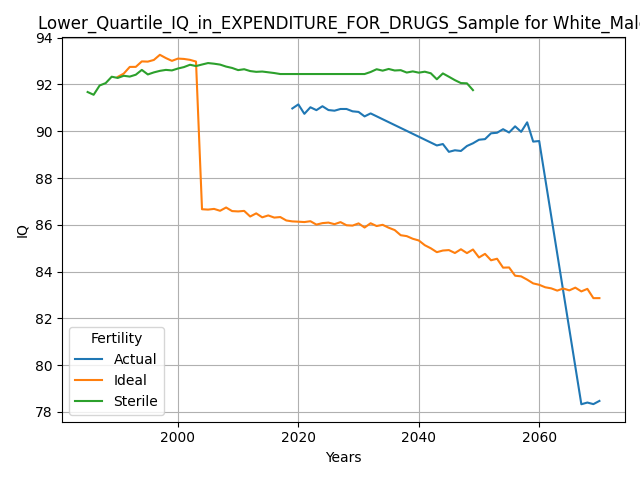 Lower_Quartile_IQ_in_EXPENDITURE_FOR_DRUGS_Sample for White_Mal
94
92
90
88
86
84
82
80
78
IQ
Fertility
Actual
Ideal
Sterile
2000
2020
2040
2060
Years